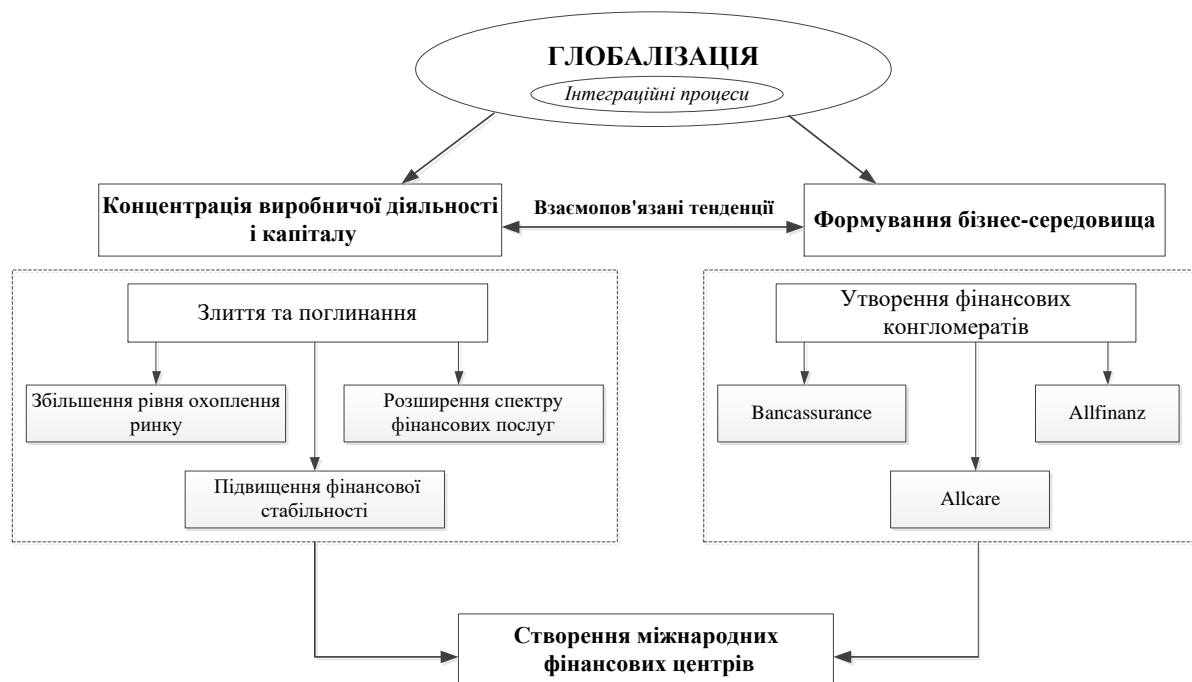 ГЛОБАЛІЗАЦІЯ
Інтеграційні процеси
Концентрація виробничої діяльності
і капіталу
Взаємопов'язані тенденції
Формування бізнес-середовища
Злиття та поглинання
Збільшення рівня охоплення
ринку
Розширення спектру
фінансових послуг
Підвищення фінансової
стабільності
Утворення фінансових
конгломератів
Bancassurance
Allfinanz
Allcare
Створення міжнародних
фінансових центрів